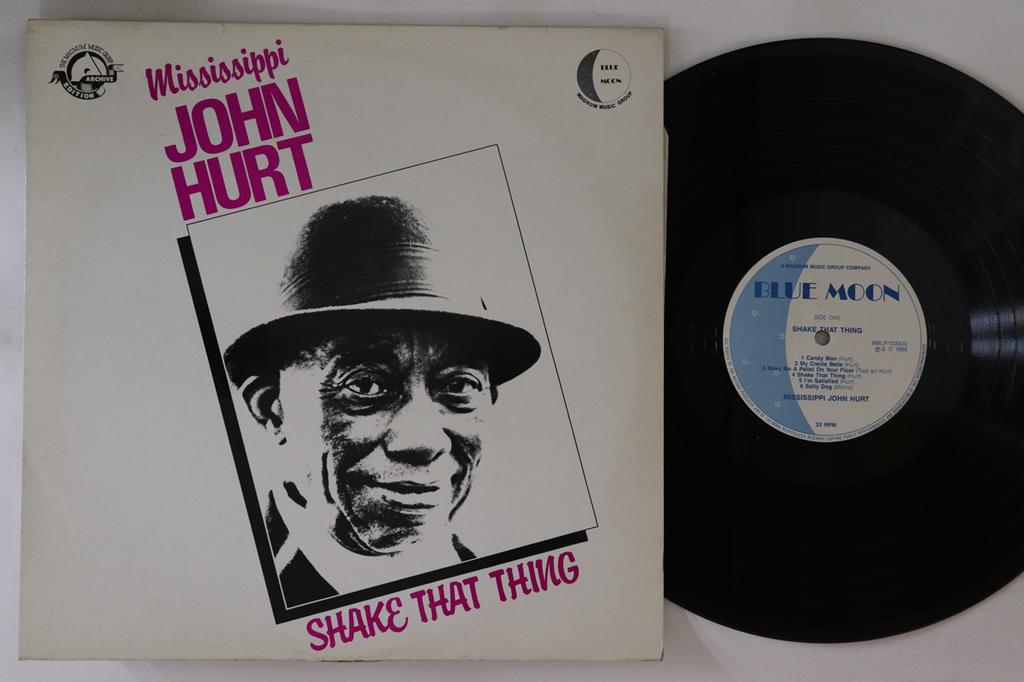 THE MAGNUM MUSIC GROUP
ARCHIVE
EDITION
Mississippi
JOHN
HURT
BLUE
MOON
MAGNUM MUSIC GROUP
SHAKE THAT THING
A MAGNUM MUSIC GROUP COMPANY
BLUE MOON
SIDE ONE
SHAKE THAT THING
BMLP·1030(A)
Ⓟ & © 1986
1 Candy Man (Hurt)
2 My Creole Belle (Hurt)
3 Make Me A Pallet On Your Floor (Trad arr Hurt)
4 Shake That Thing (Hurt)
5 I'm Satisfied (Hurt)
6 Salty Dog (Morris)
MISSISSIPPI JOHN HURT
33 RPM